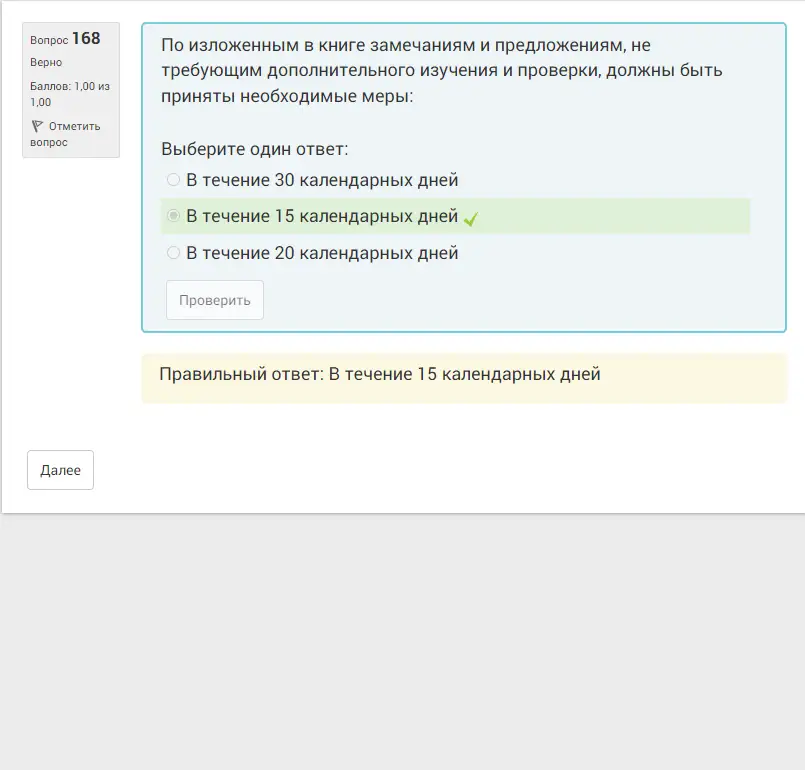 Вопрос 168
Верно
Баллов: 1,00 из
1,00
Отметить
вопрос
По изложенным в книге замечаниям и предложениям, не
требующим дополнительного изучения и проверки, должны быть
приняты необходимые меры:
Выберите один ответ:
В течение 30 календарных дней
В течение 15 календарных дней
В течение 20 календарных дней
Проверить
Правильный ответ: В течение 15 календарных дней
Далее